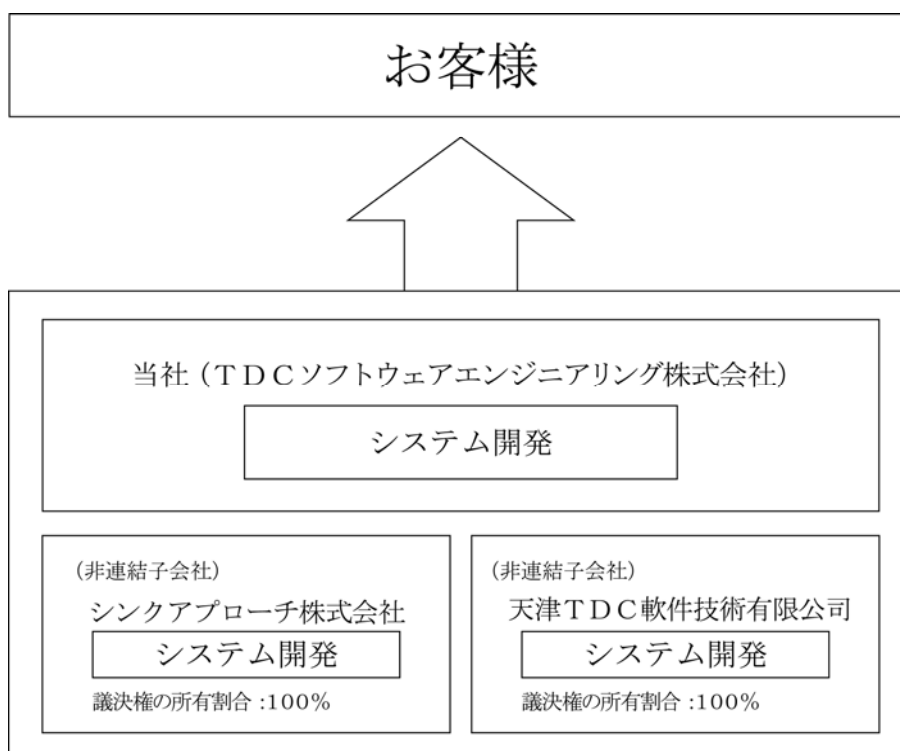 お客様
当社（ＴＤＣソフトウェアエンジニアリング株式会社）
システム開発
（非連結子会社）
シンクアプローチ株式会社
システム開発
議決権の所有割合：100％
（非連結子会社）
天津ＴＤＣ軟件技術有限公司
システム開発
議決権の所有割合：100％